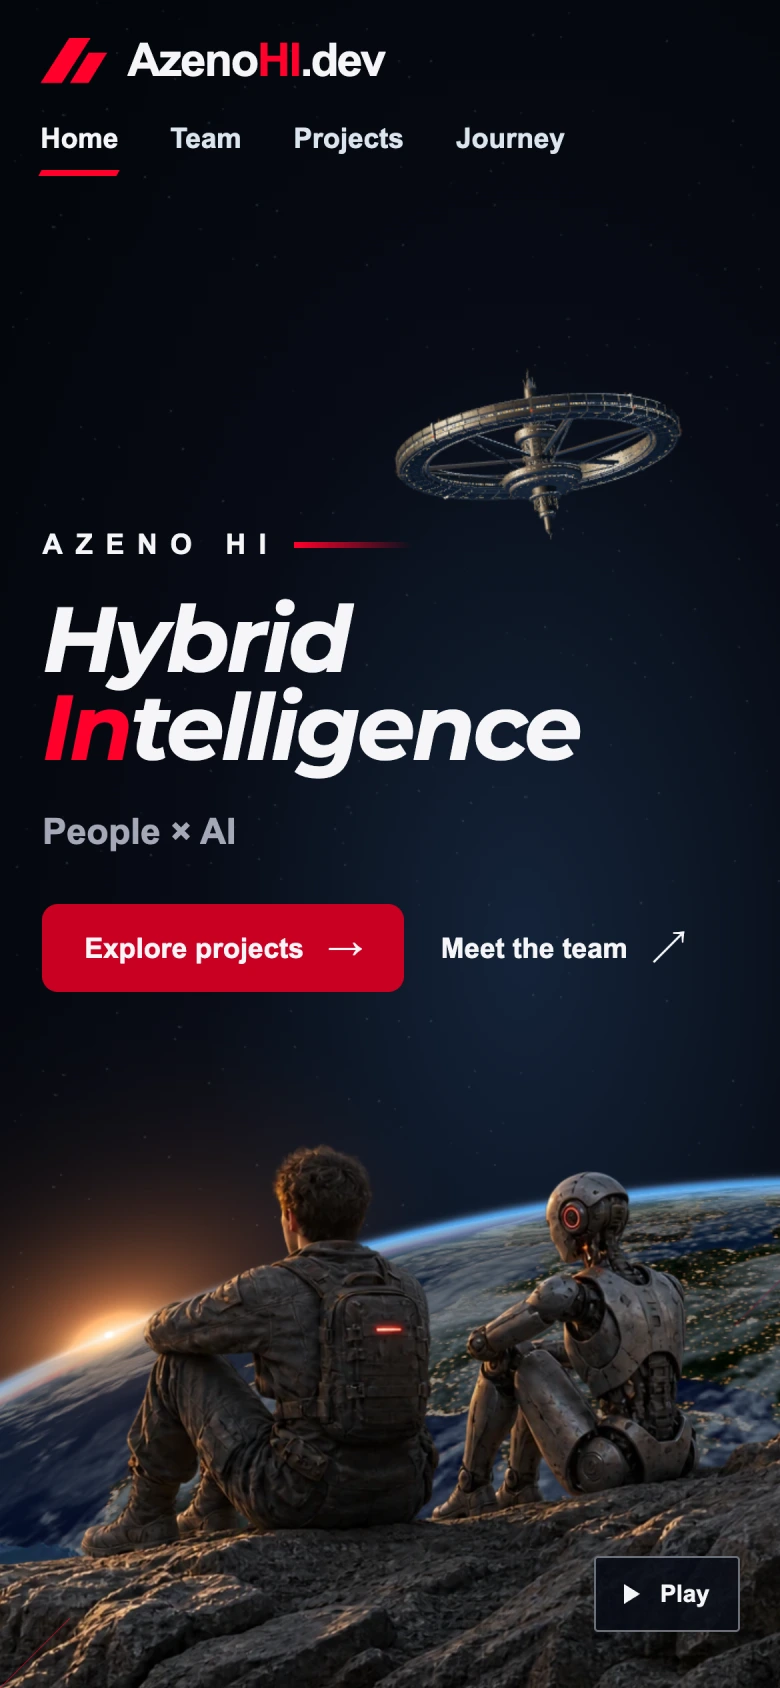 AzenoHI.dev
Home Team Projects Journey
AZENO HI
Hybrid
Intelligence
People × AI
Explore projects → Meet the team ↗
Play